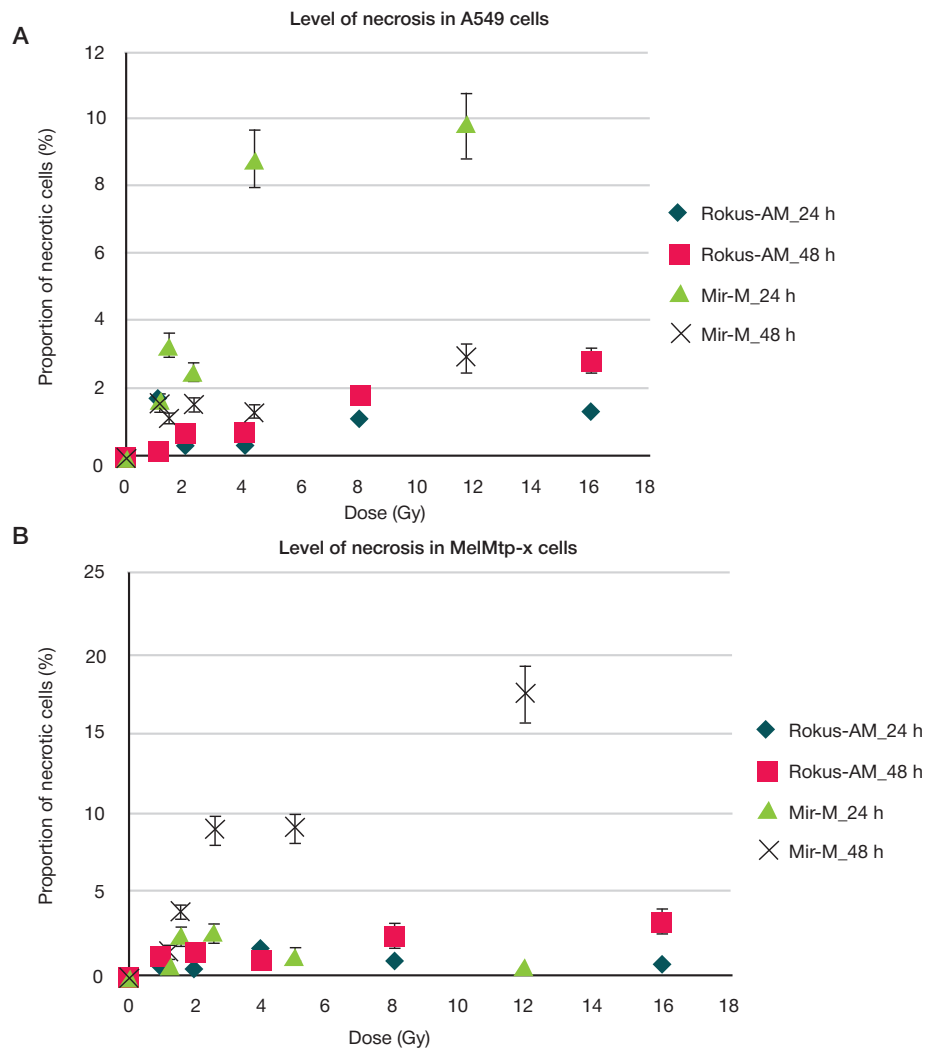 Level of necrosis in A549 cells
A
Proportion of necrotic cells (%)
12
10
8
6
4
2
0
0 2 4 6 8 10 12 14 16 18
Dose (Gy)
Rokus-AM_24 h
Rokus-AM_48 h
Mir-M_24 h
Mir-M_48 h
B
Level of necrosis in MelMtp-x cells
Proportion of necrotic cells (%)
25
20
15
10
5
0
0 2 4 6 8 10 12 14 16 18
Dose (Gy)
Rokus-AM_24 h
Rokus-AM_48 h
Mir-M_24 h
Mir-M_48 h